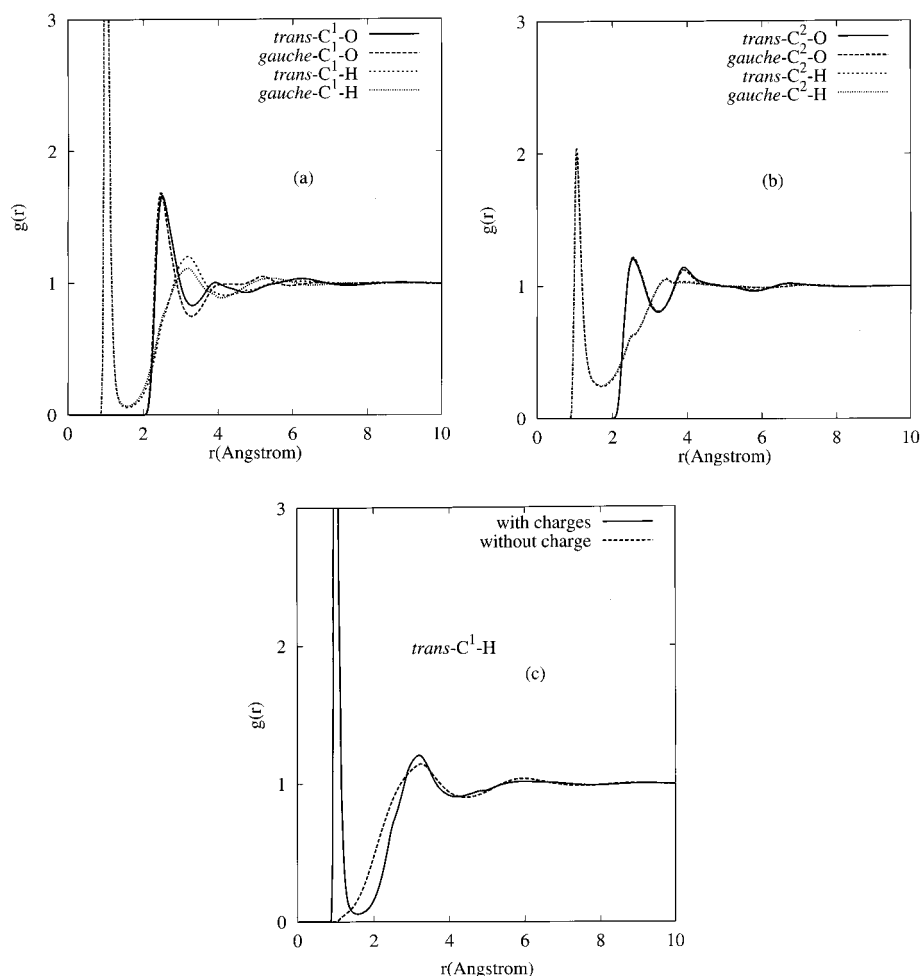 3
2
1
0
g(r)
trans-C¹-O
gauche-C¹-O
trans-C¹-H
gauche-C¹-H
(a)
0 2 4 6 8 10
r(Angstrom)
3
2
1
0
g(r)
trans-C²-O
gauche-C²-O
trans-C²-H
gauche-C²-H
(b)
0 2 4 6 8 10
r(Angstrom)
3
2
1
0
g(r)
with charges
without charge
trans-C¹-H
(c)
0 2 4 6 8 10
r(Angstrom)